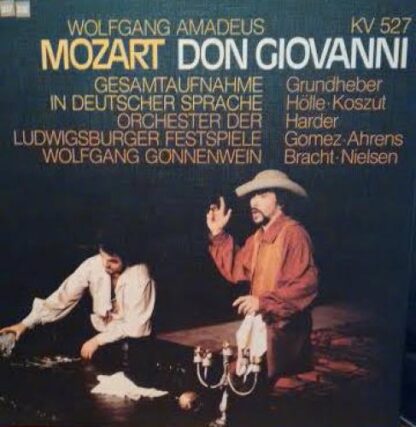 WOLFGANG AMADEUS KV 527
MOZART DON GIOVANNI
GESAMTAUFNAHME Grundheber
IN DEUTSCHER SPRACHE Hölle·Koszut
ORCHESTER DER Harder
LUDWIGSBURGER FESTSPIELE Gomez·Ahrens
WOLFGANG GÖNNENWEIN Bracht·Nielsen